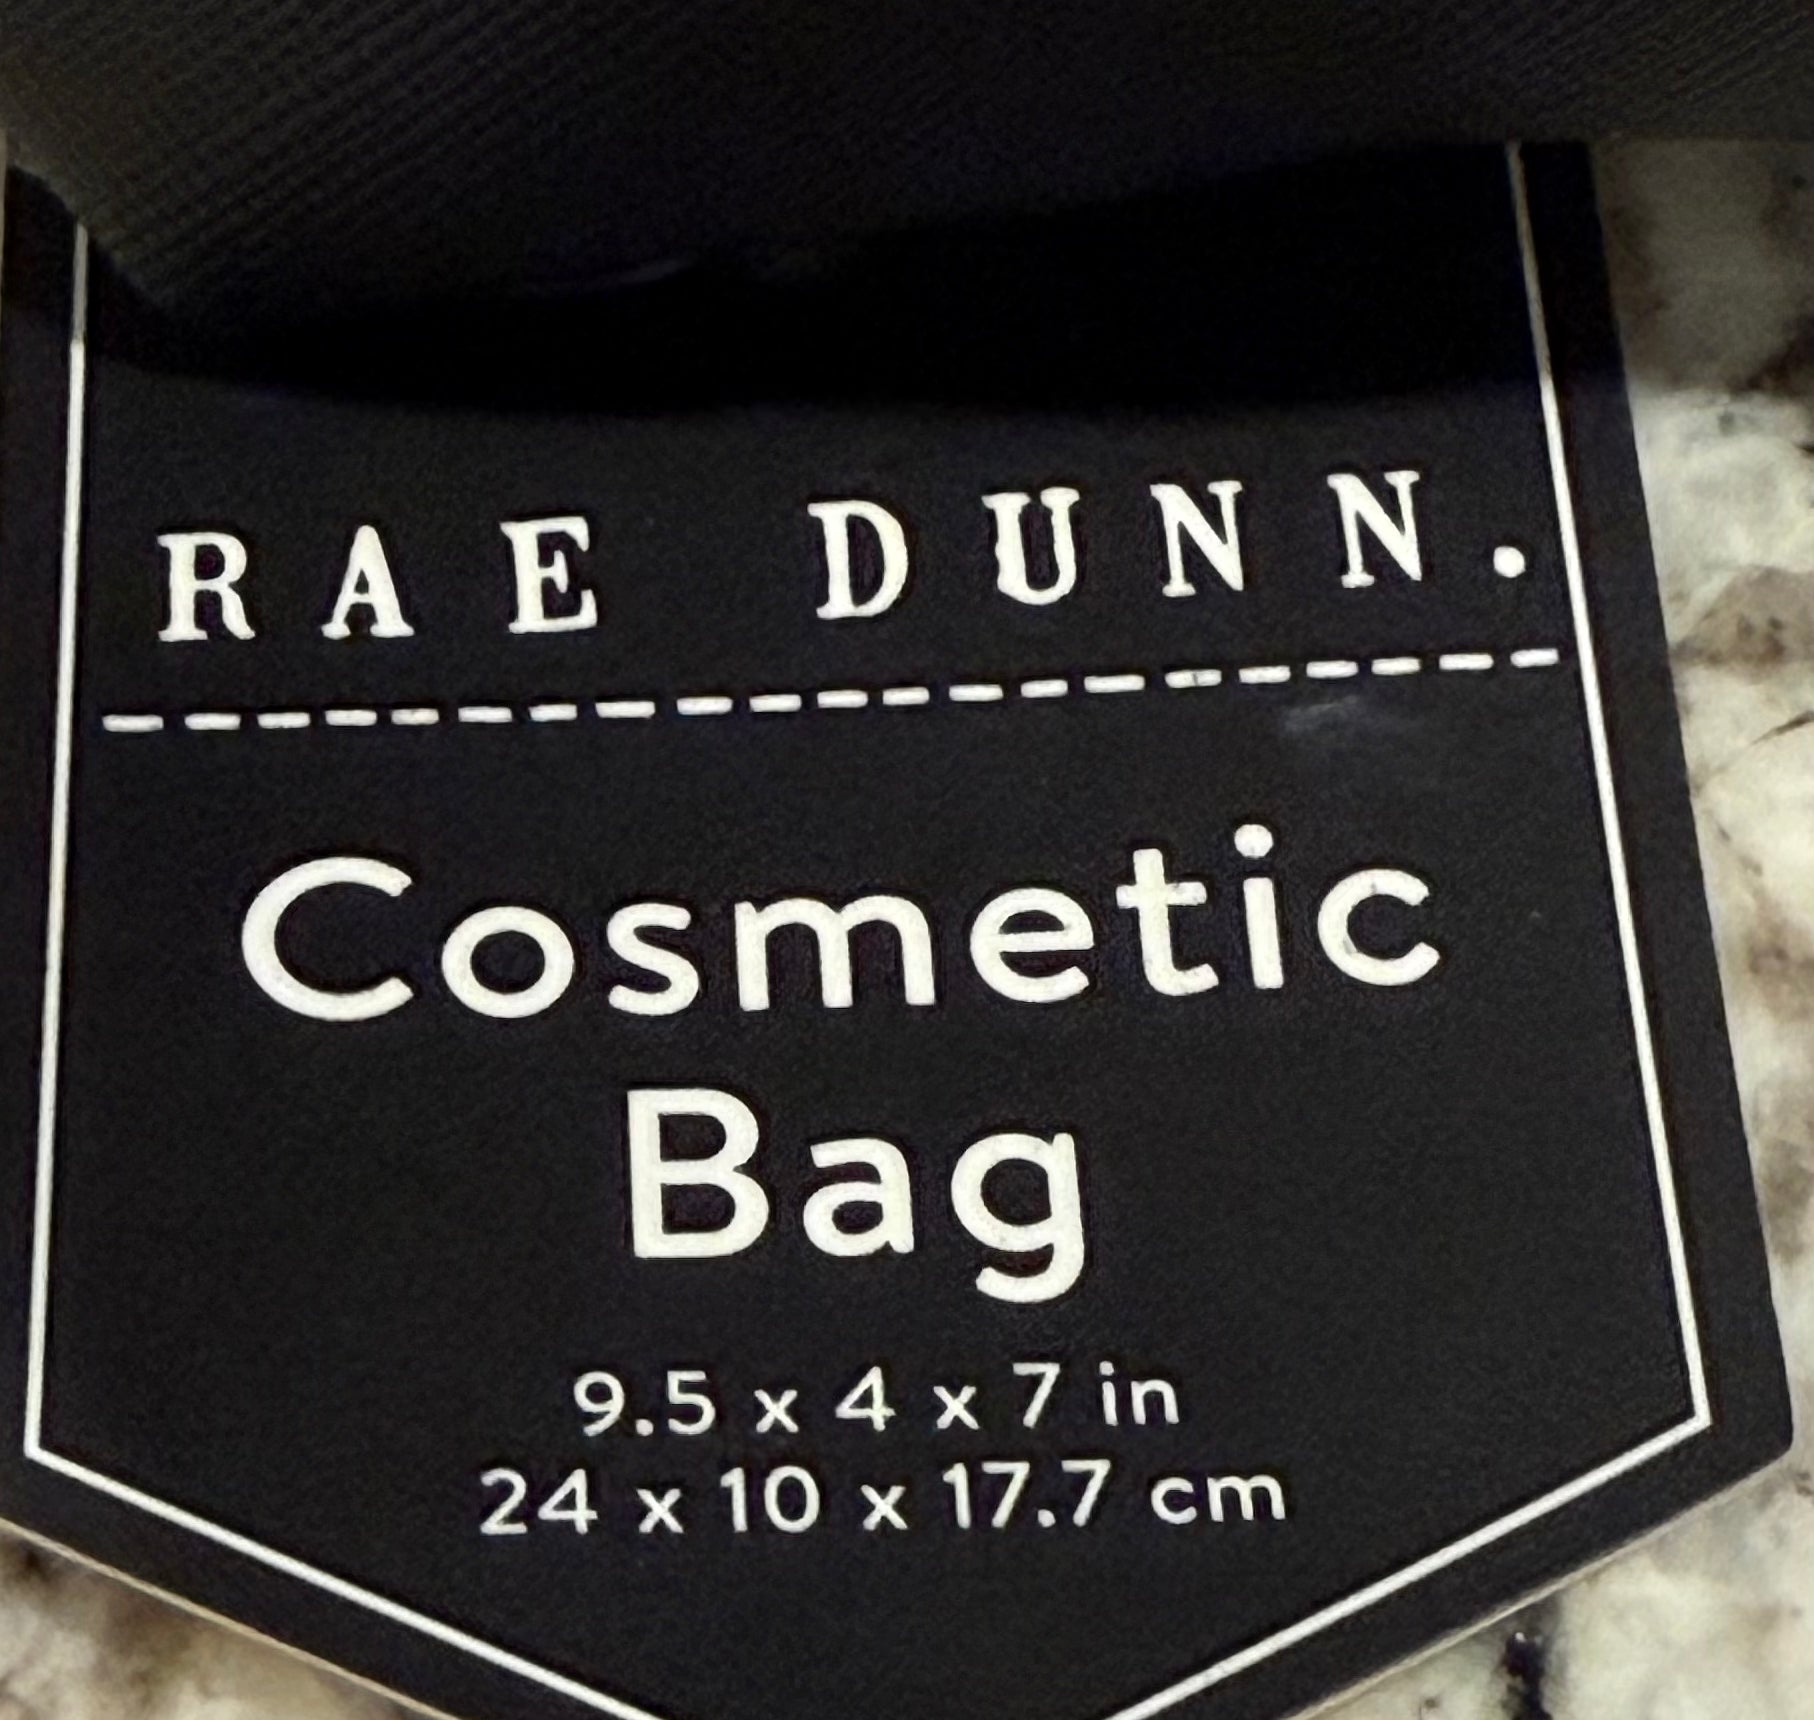 RAE DUNN.
Cosmetic
Bag
9.5 x 4 x 7 in
24 x 10 x 17.7 cm